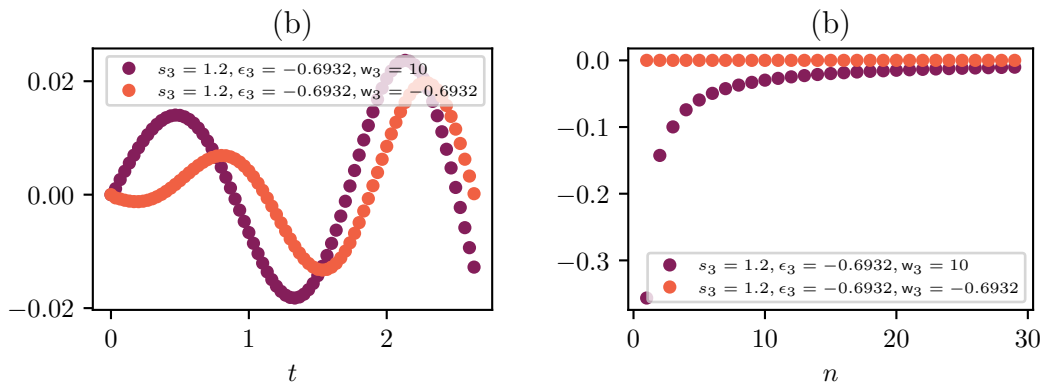 (b)
s₃ = 1.2, ϵ₃ = −0.6932, w₃ = 10
s₃ = 1.2, ϵ₃ = −0.6932, w₃ = −0.6932
0.02
0.00
−0.02
0
1
2
t
(b)
0.0
−0.1
−0.2
−0.3
s₃ = 1.2, ϵ₃ = −0.6932, w₃ = 10
s₃ = 1.2, ϵ₃ = −0.6932, w₃ = −0.6932
0
10
20
30
n